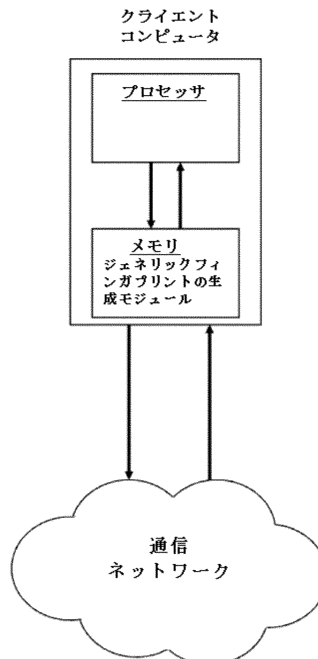 クライエント
コンピュータ
プロセッサ
メモリ
ジェネリックフィ
ンガプリントの生
成モジュール
通信
ネットワーク